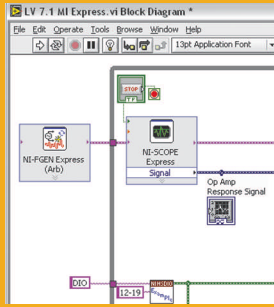 LV 7.1 MI Express.vi Block Diagram *
File Edit Operate Tools Browse Window Help
13pt Application Font
STOP
TF
NI-FGEN Express
(Arb)
NI-SCOPE
Express
Signal
Op Amp
Response Signal
DIO
12-19
NIHSDIO